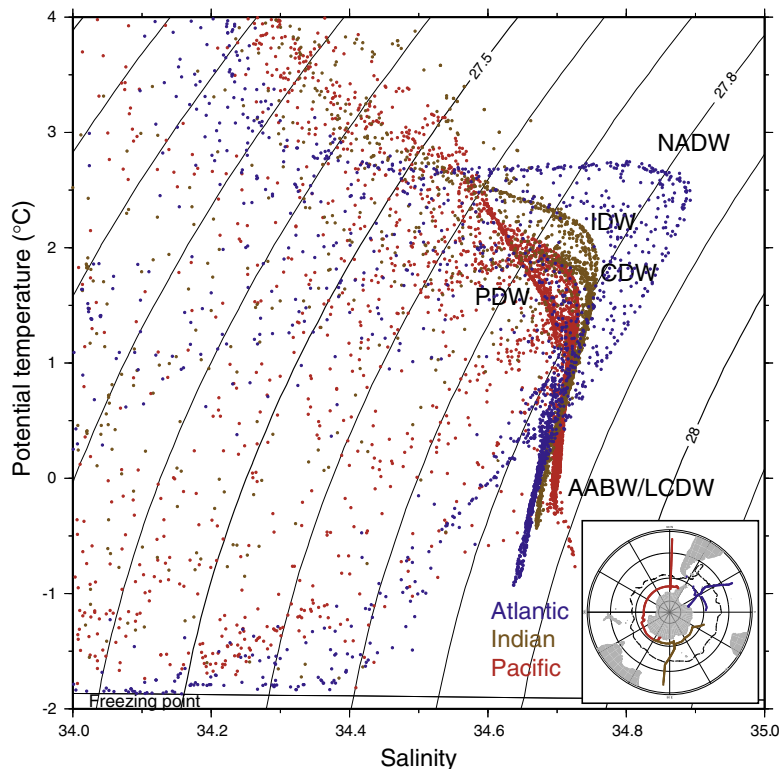 4
3
2
1
0
-1
-2
Potential temperature (°C)
27.5
27.8
28
NADW
IDW
CDW
PDW
AABW/LCDW
Atlantic
Indian
Pacific
Freezing point
34.0
34.2
34.4
34.6
34.8
35.0
Salinity